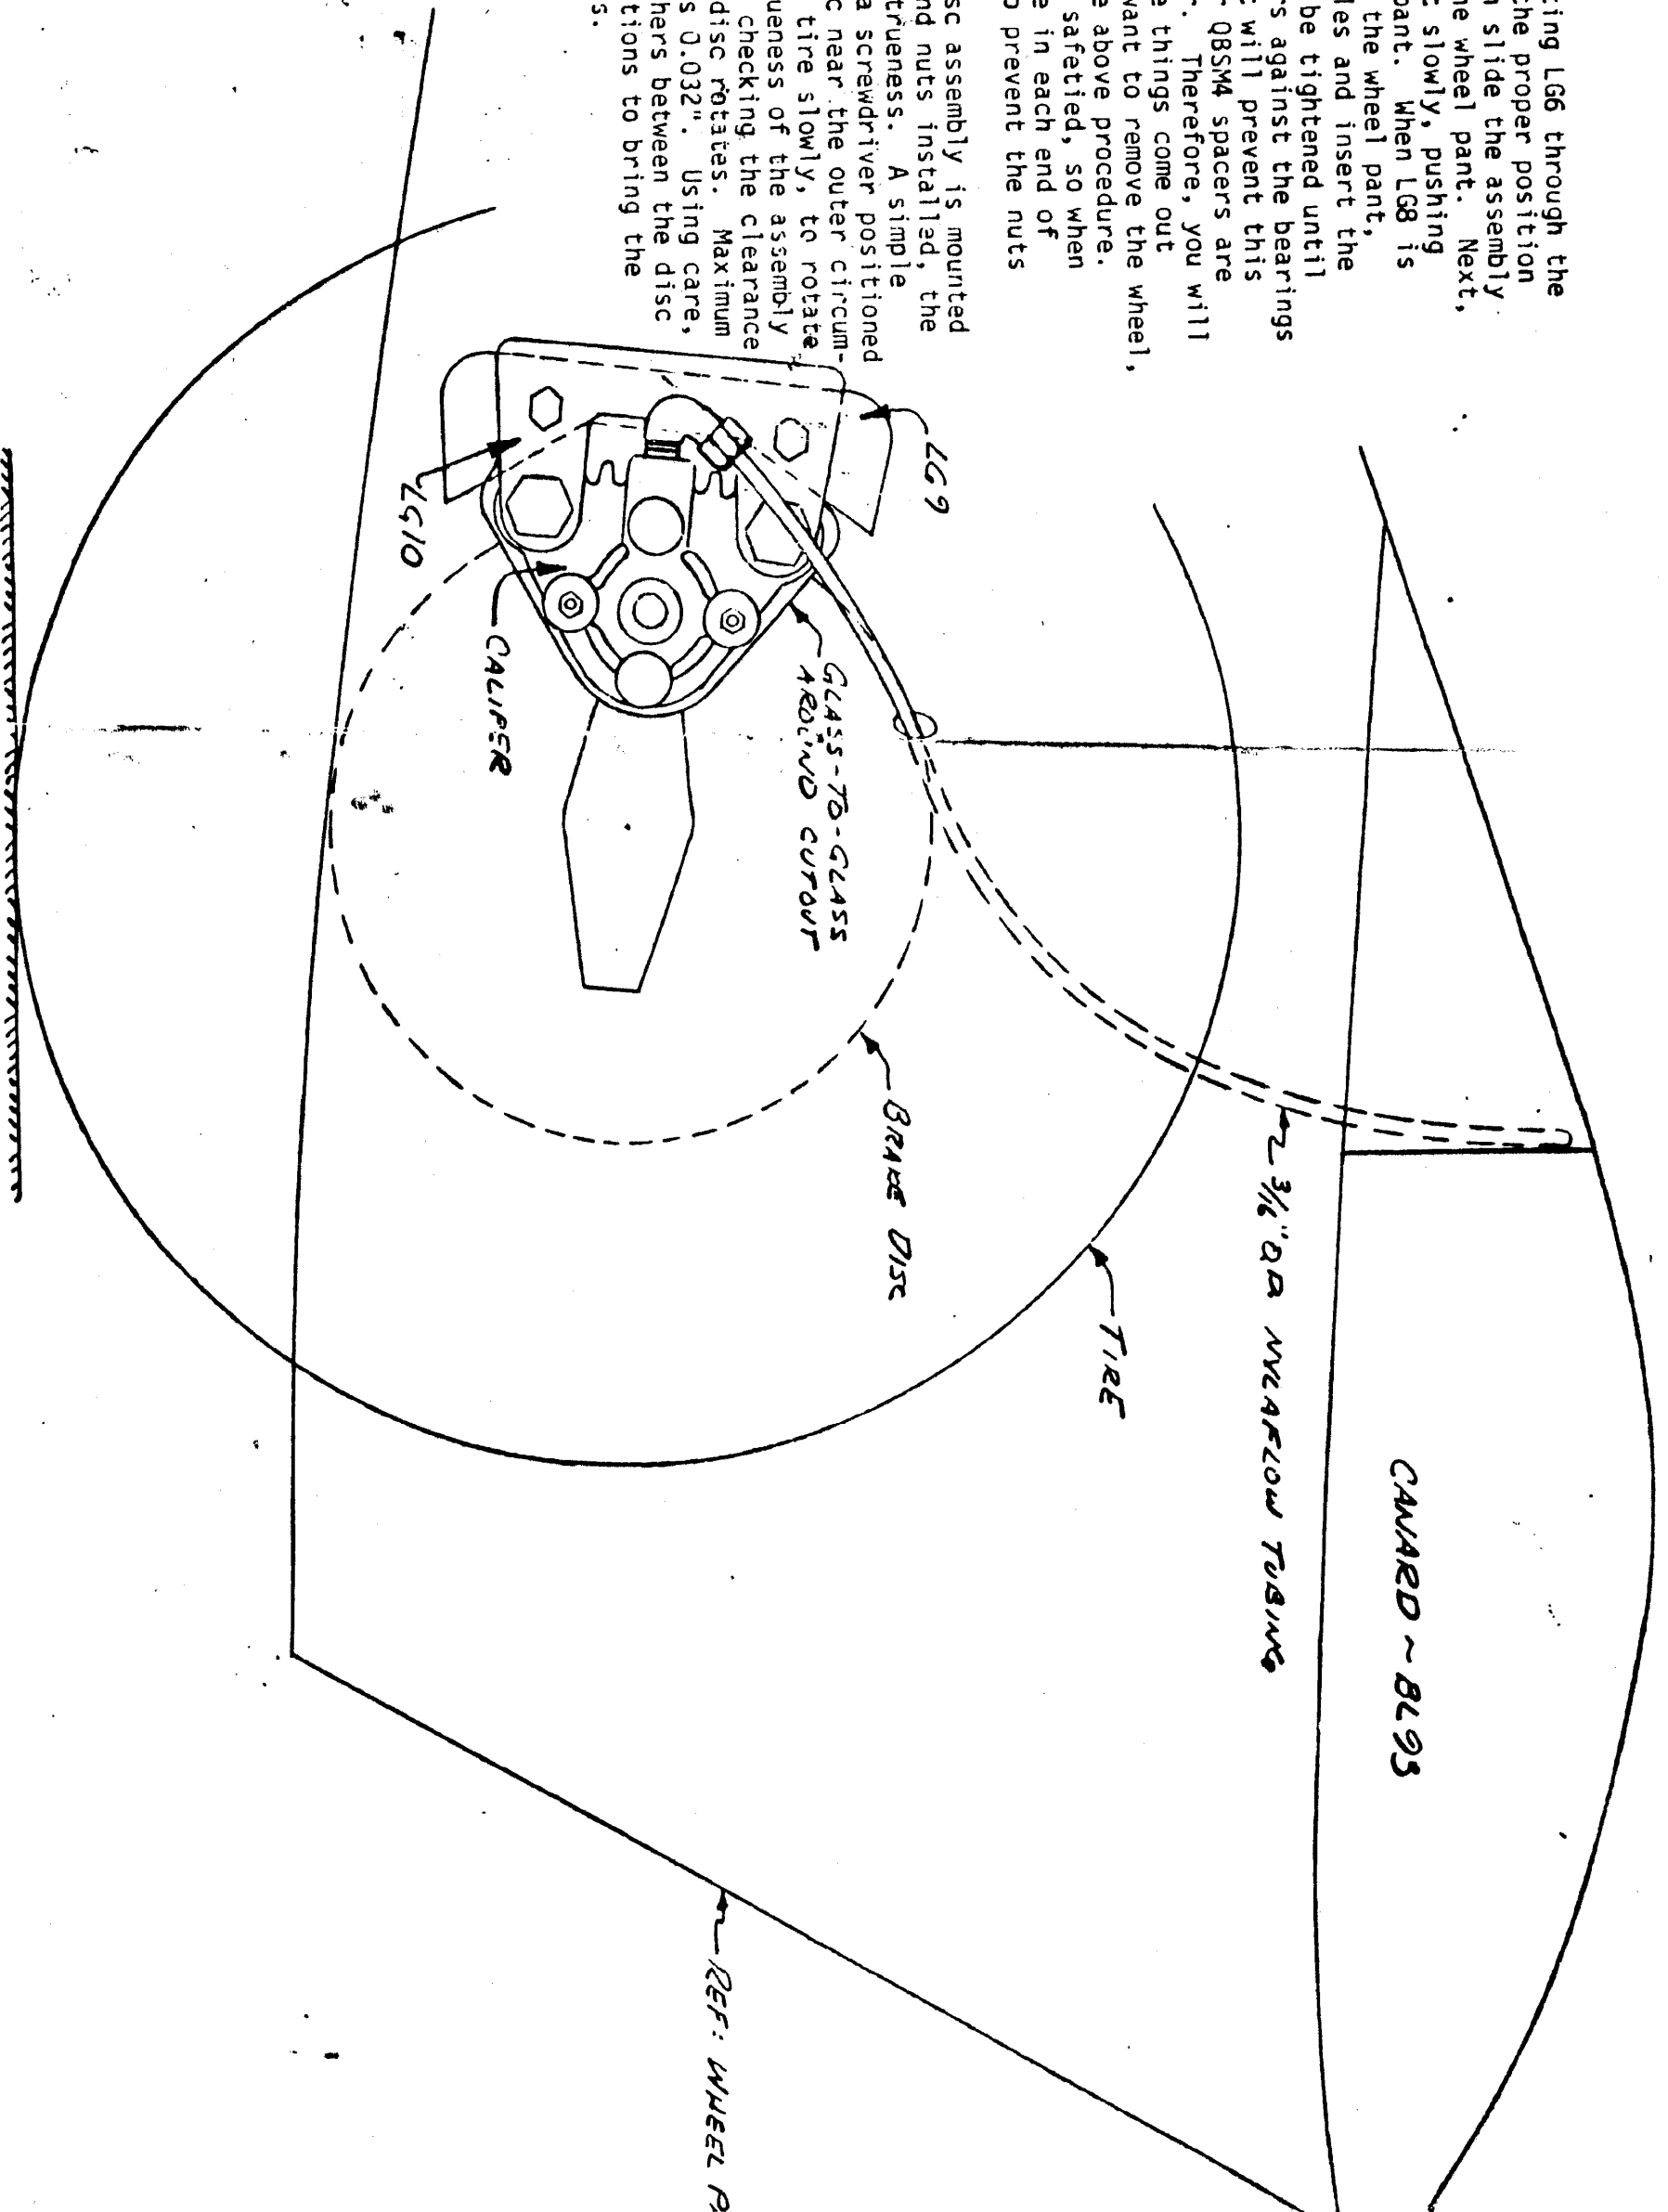 ing LG6 through the
the proper position
slide the assembly
wheel pant. Next,
slowly, pushing
pant. When LG8 is
the wheel pant,
les and insert the
be tightened until
rs against the bearings
will prevent this
QBSM4 spacers are
Therefore, you will
things come out
want to remove the wheel,
above procedure.
safetied, so when
in each end of
prevent the nuts
sc assembly is mounted
nd nuts installed, the
trueness. A simple
a screwdriver positioned
near the outer circum-
tire slowly, to rotate
ueness of the assembly
checking the clearance
disc rotates. Maximum
s 0.032". Using care,
hers between the disc
tions to bring the
s.
LG9
LG10
CALIPER
GLASS-TO-GLASS
AROUND CUTOUT
BRAKE DISC
TIRE
3/16" OD NYLAFLOW TUBING
CANARD ~ BL93
REF: WHEEL PA